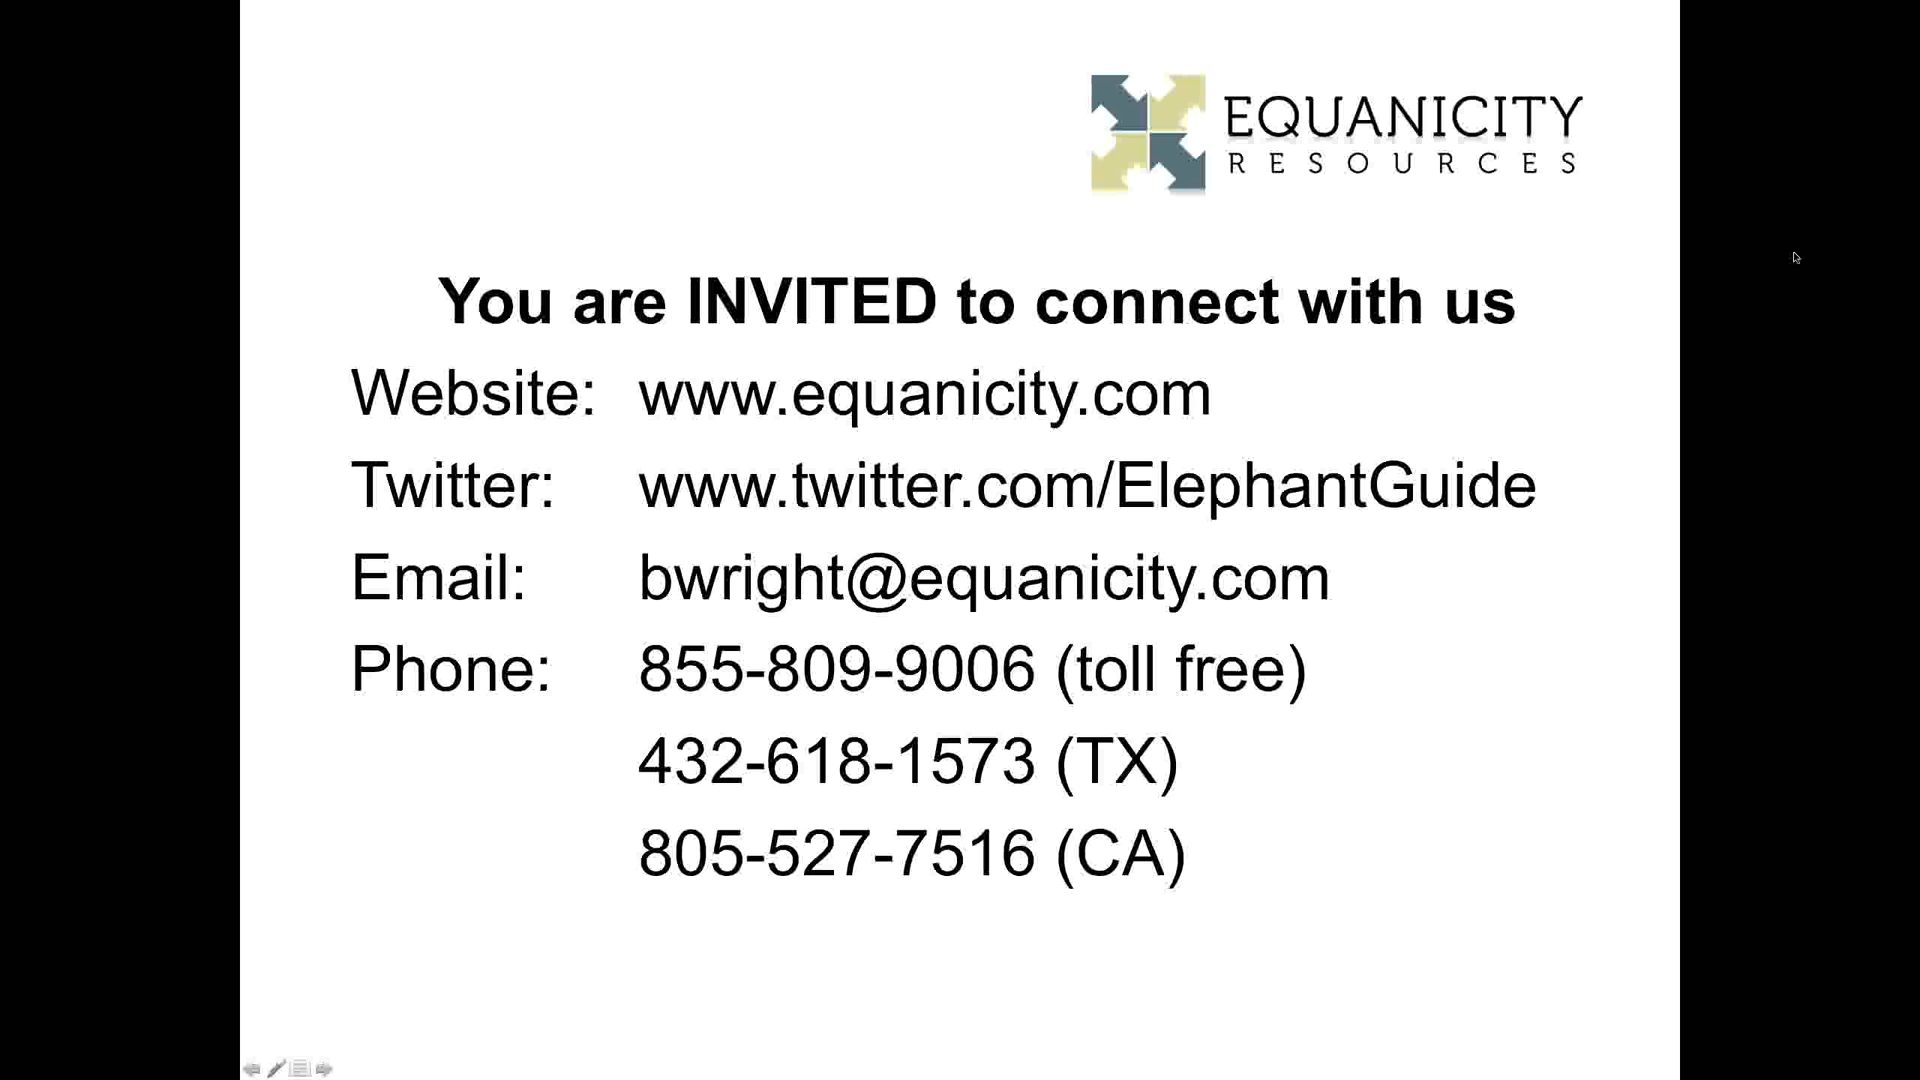 EQUANICITY
RESOURCES
You are INVITED to connect with us
Website: www.equanicity.com
Twitter: www.twitter.com/ElephantGuide
Email: bwright@equanicity.com
Phone: 855-809-9006 (toll free)
432-618-1573 (TX)
805-527-7516 (CA)